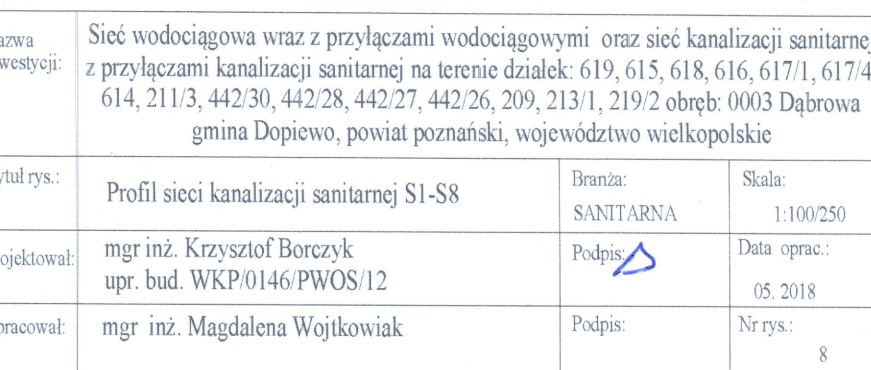 azwa
westycji:
Sieć wodociągowa wraz z przyłączami wodociągowymi oraz sieć kanalizacji sanitarnej
z przyłączami kanalizacji sanitarnej na terenie działek: 619, 615, 618, 616, 617/1, 617/4
614, 211/3, 442/30, 442/28, 442/27, 442/26, 209, 213/1, 219/2 obręb: 0003 Dąbrowa
gmina Dopiewo, powiat poznański, województwo wielkopolskie
ytuł rys.:
Profil sieci kanalizacji sanitarnej S1-S8
Branża:
SANITARNA
Skala:
1:100/250
ojektował:
mgr inż. Krzysztof Borczyk
upr. bud. WKP/0146/PWOS/12
Podpis:
Data oprac.:
05. 2018
pracował:
mgr inż. Magdalena Wojtkowiak
Podpis:
Nr rys.:
8